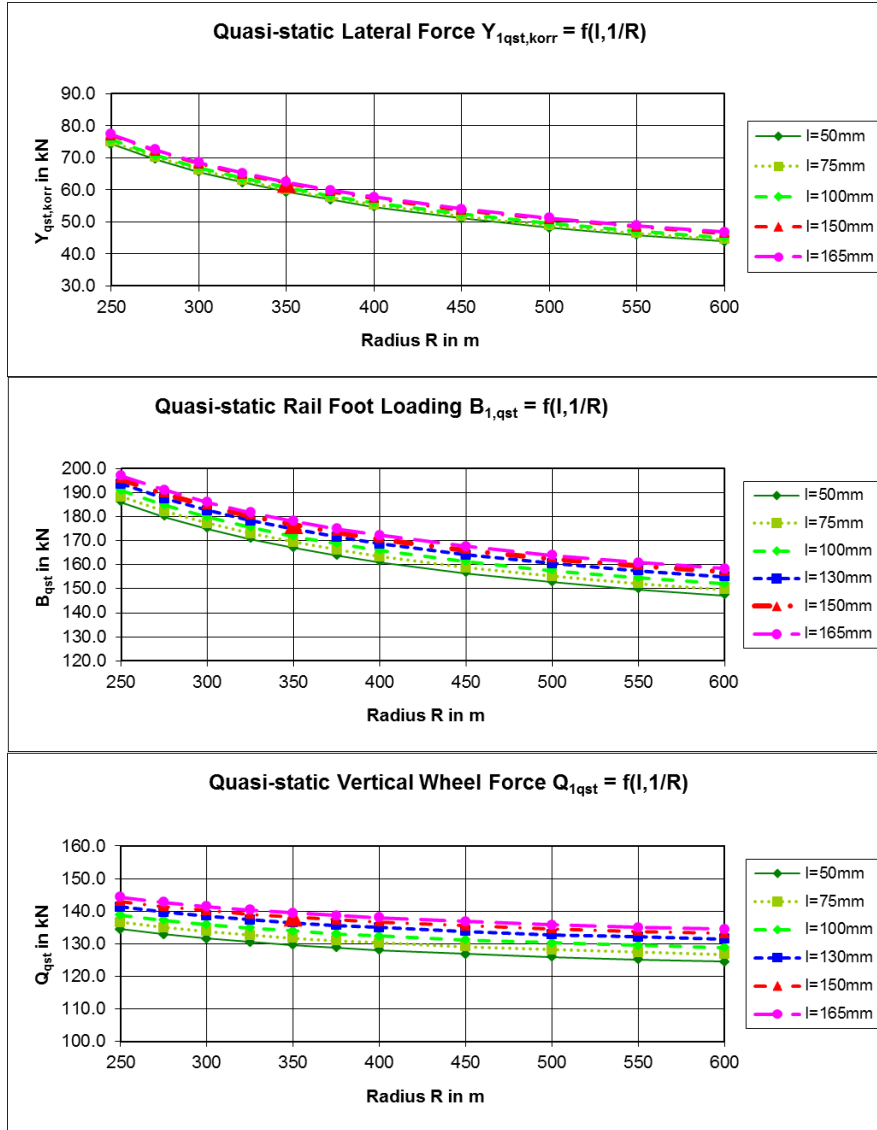 Quasi-static Lateral Force Y1qst,korr = f(I,1/R)
90.0
80.0
70.0
60.0
50.0
40.0
30.0
Yqst,korr in kN
250 300 350 400 450 500 550 600
Radius R in m
I=50mm
I=75mm
I=100mm
I=150mm
I=165mm
Quasi-static Rail Foot Loading B1,qst = f(I,1/R)
200.0
190.0
180.0
170.0
160.0
150.0
140.0
130.0
120.0
Bqst in kN
250 300 350 400 450 500 550 600
Radius R in m
I=50mm
I=75mm
I=100mm
I=130mm
I=150mm
I=165mm
Quasi-static Vertical Wheel Force Q1qst = f(I,1/R)
160.0
150.0
140.0
130.0
120.0
110.0
100.0
Qqst in kN
250 300 350 400 450 500 550 600
Radius R in m
I=50mm
I=75mm
I=100mm
I=130mm
I=150mm
I=165mm